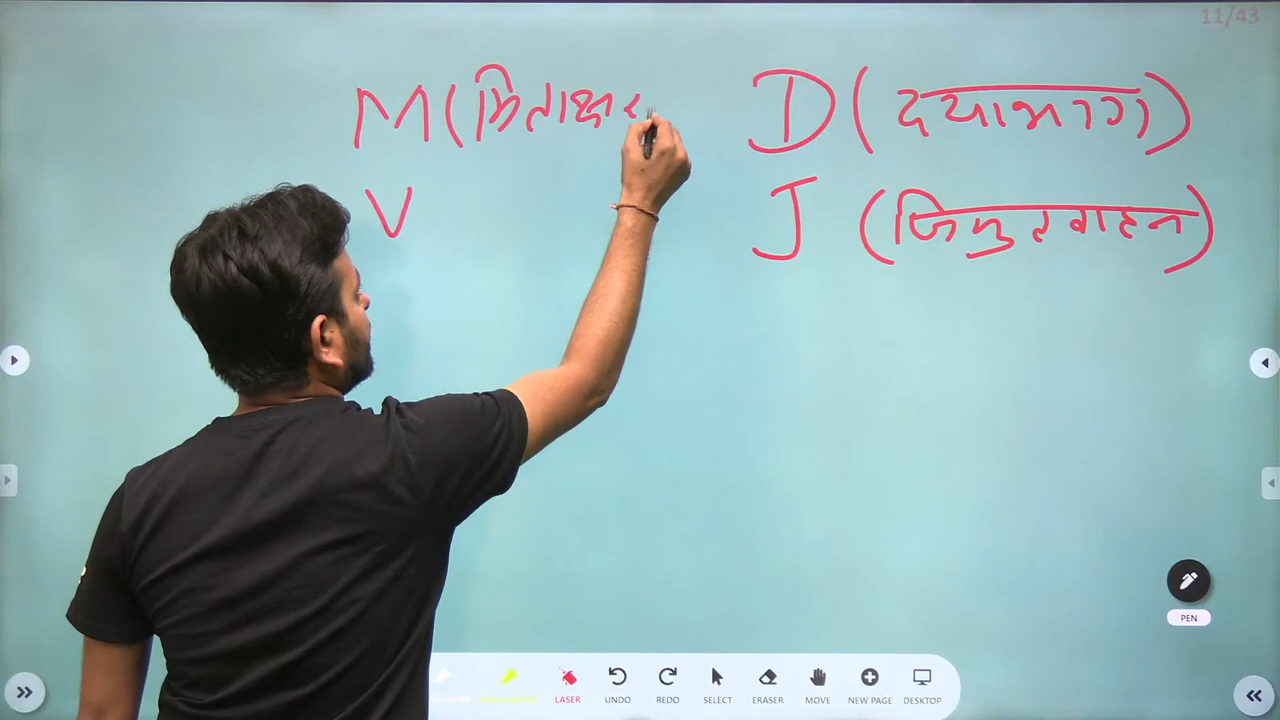 11/43
M (मिताक्षर
D (दयाभाग)
V
J (जिमुतवाहन)
PEN
LASER
UNDO
REDO
SELECT
ERASER
MOVE
NEW PAGE
DESKTOP